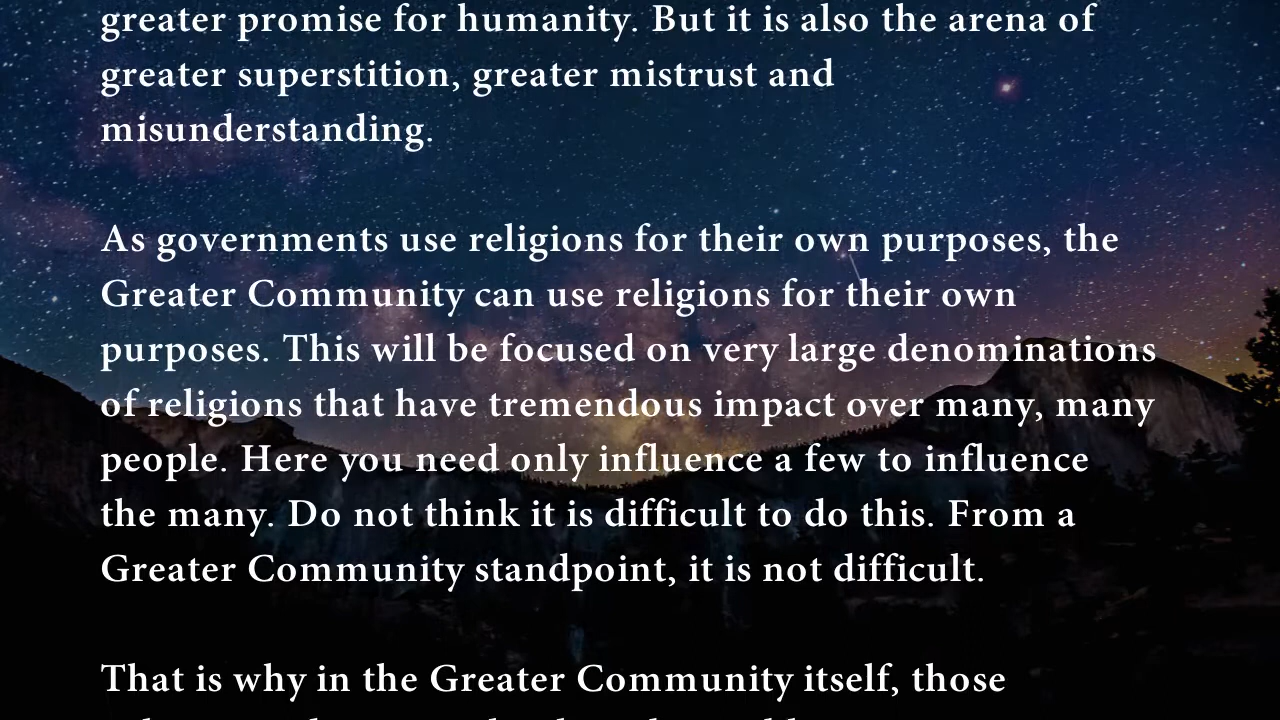 greater promise for humanity. But it is also the arena of
greater superstition, greater mistrust and
misunderstanding.
As governments use religions for their own purposes, the
Greater Community can use religions for their own
purposes. This will be focused on very large denominations
of religions that have tremendous impact over many, many
people. Here you need only influence a few to influence
the many. Do not think it is difficult to do this. From a
Greater Community standpoint, it is not difficult.
That is why in the Greater Community itself, those